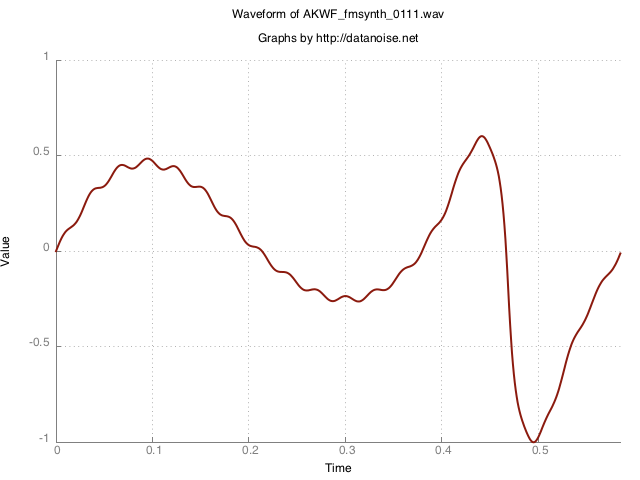 Waveform of AKWF_fmsynth_0111.wav
Graphs by http://datanoise.net
1
0.5
0
-0.5
-1
Value
0
0.1
0.2
0.3
0.4
0.5
Time